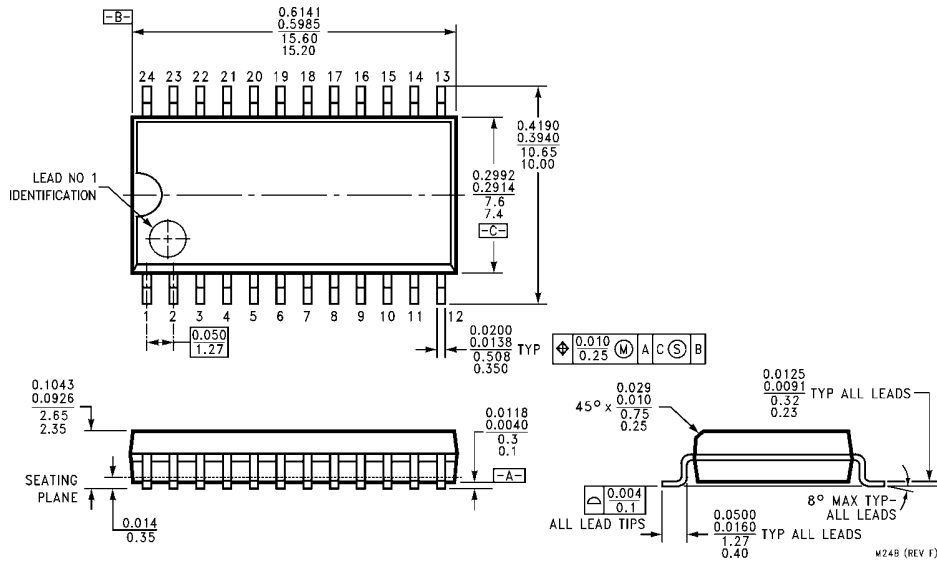 -B-
0.6141
0.5985
15.60
15.20
24 23 22 21 20 19 18 17 16 15 14 13
LEAD NO 1
IDENTIFICATION
0.2992
0.2914
7.6
7.4
-C-
0.4190
0.3940
10.65
10.00
1 2 3 4 5 6 7 8 9 10 11 12
0.050
1.27
0.0200
0.0138
0.508
0.350
TYP
0.010
0.25
M A C S B
0.1043
0.0926
2.65
2.35
SEATING
PLANE
0.014
0.35
0.0118
0.0040
0.3
0.1
-A-
45° x
0.029
0.010
0.75
0.25
0.0125
0.0091
0.32
0.23
TYP ALL LEADS
0.004
0.1
ALL LEAD TIPS
0.0500
0.0160
1.27
0.40
TYP ALL LEADS
8° MAX TYP-
ALL LEADS
M24B (REV F)